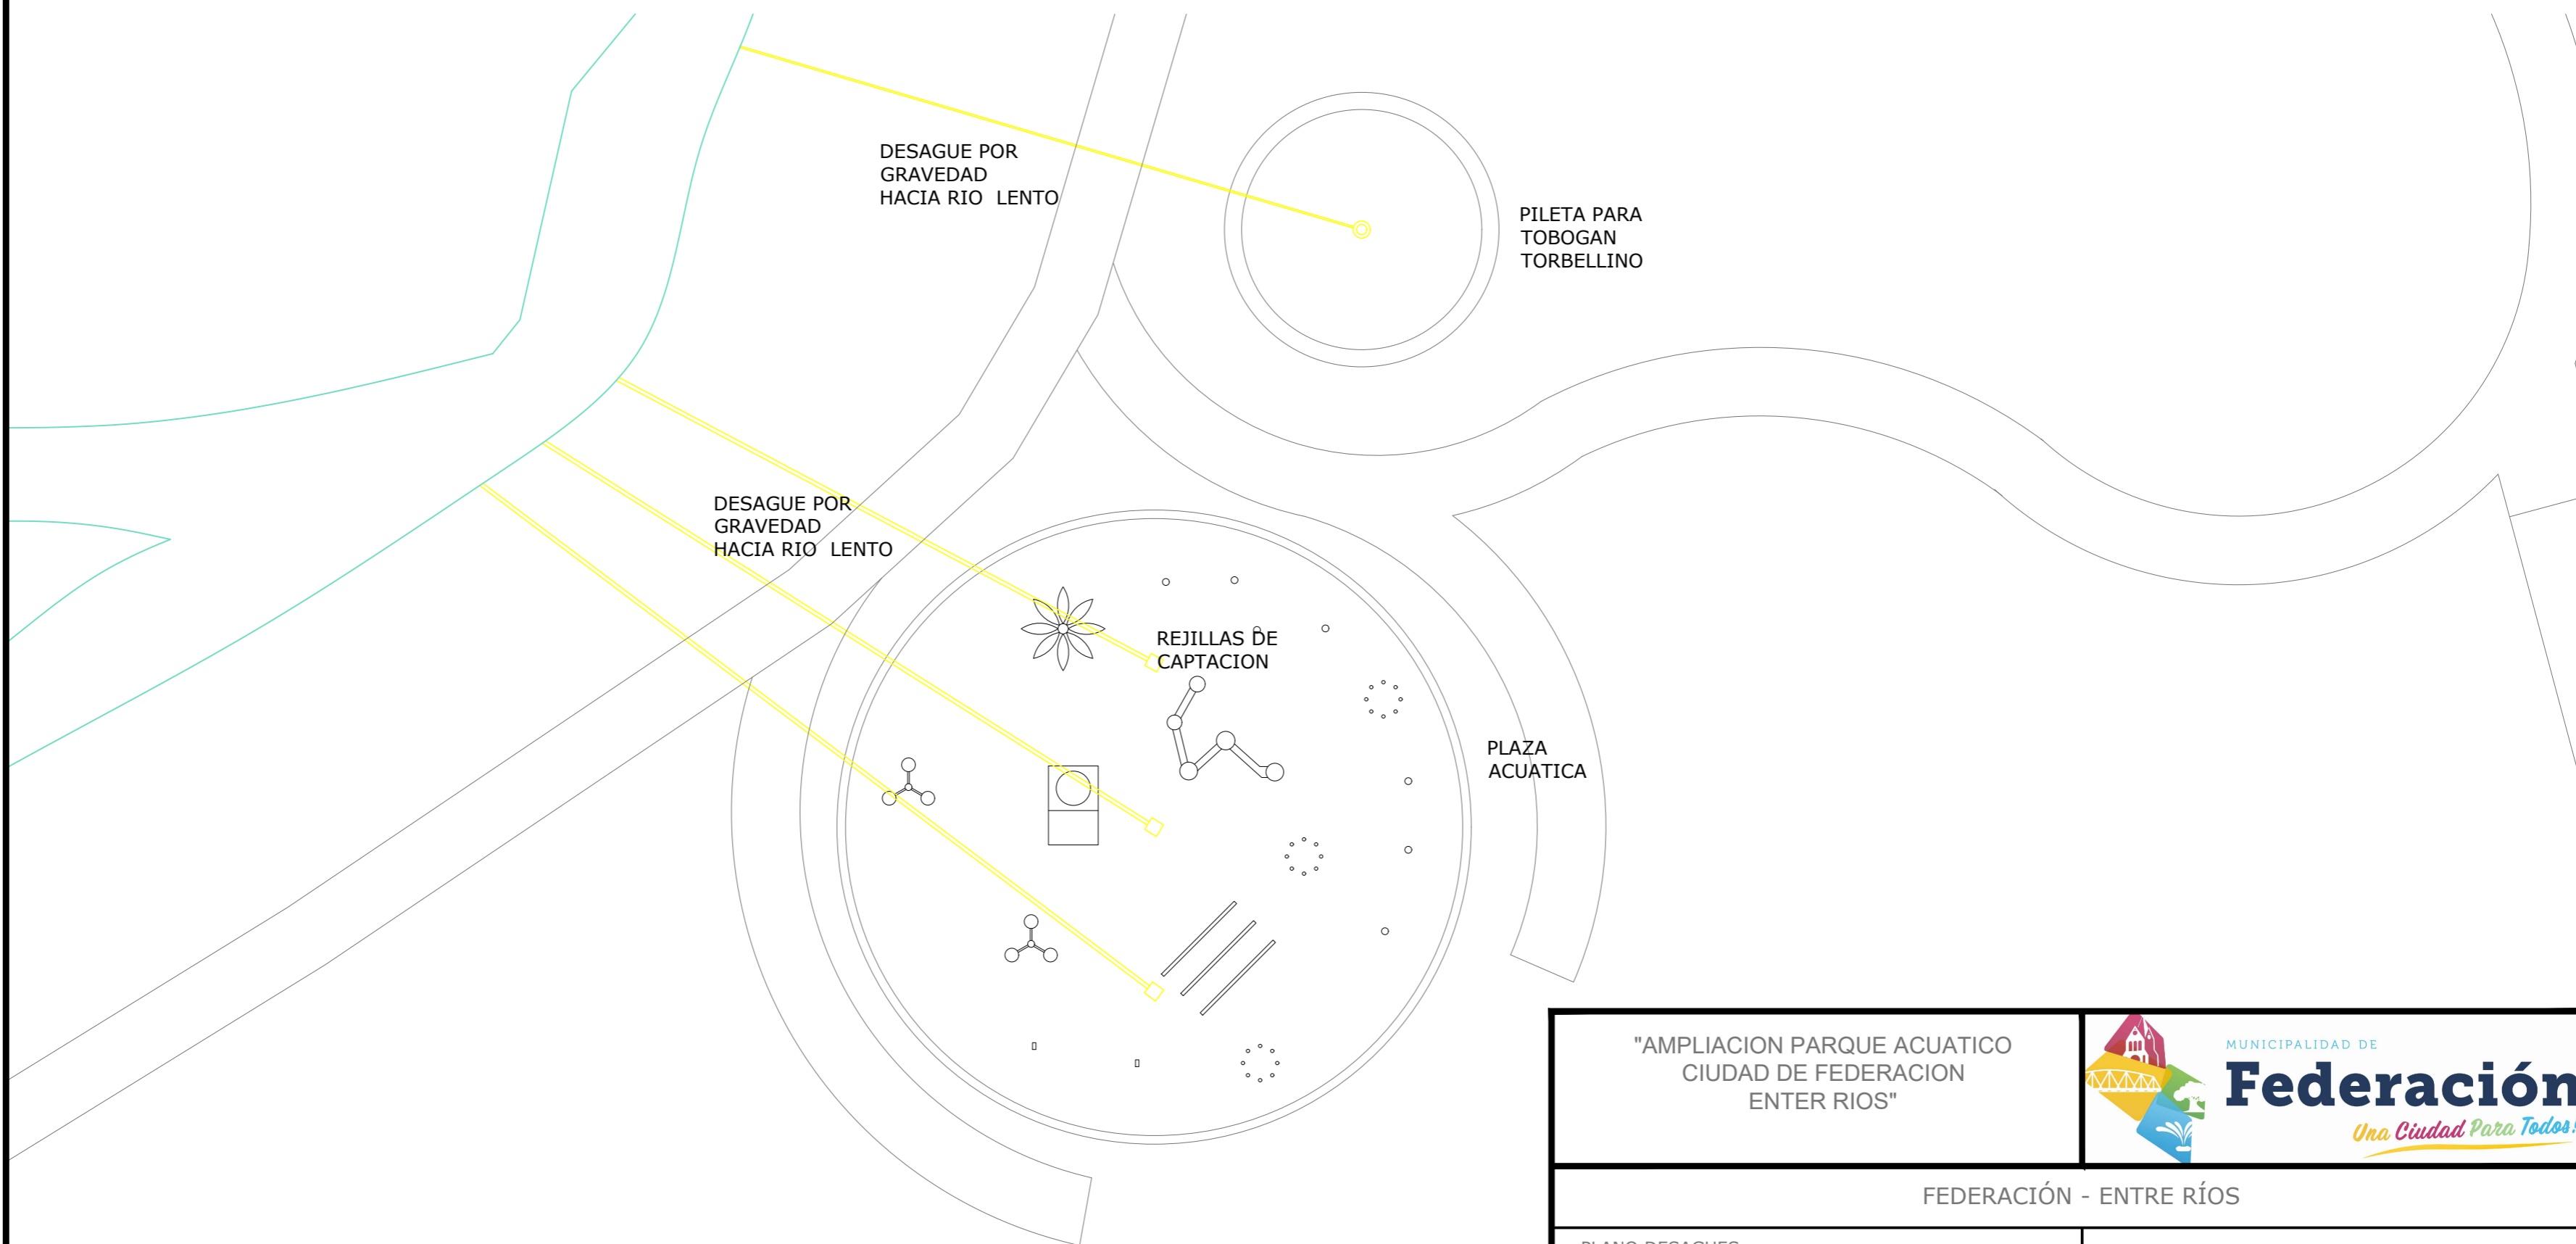 DESAGUE POR
GRAVEDAD
HACIA RIO LENTO
PILETA PARA
TOBOGAN
TORBELLINO
DESAGUE POR
GRAVEDAD
HACIA RIO LENTO
REJILLAS DE
CAPTACION
PLAZA
ACUATICA
"AMPLIACION PARQUE ACUATICO
CIUDAD DE FEDERACION
ENTER RIOS"
MUNICIPALIDAD DE
Federación
Una Ciudad Para Todos!
FEDERACIÓN - ENTRE RÍOS
PLANO DESAGUES